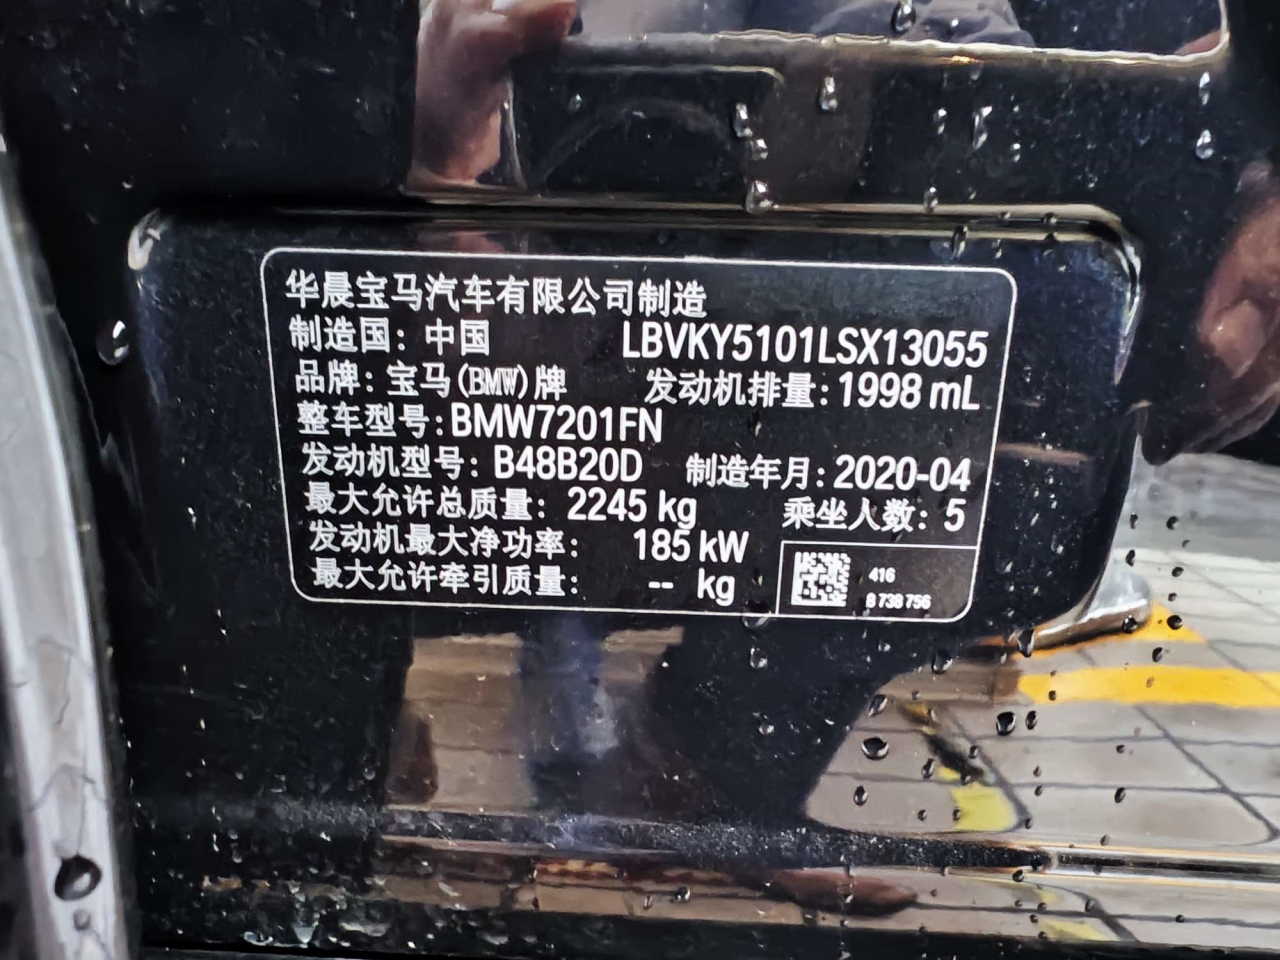 华晨宝马汽车有限公司制造
制造国：中国 LBVKY5101LSX13055
品牌：宝马(BMW)牌 发动机排量：1998 mL
整车型号：BMW7201FN
发动机型号：B48B20D 制造年月：2020-04
最大允许总质量：2245 kg 乘坐人数：5
发动机最大净功率：185 kW
最大允许牵引质量：-- kg
416
8 738 756